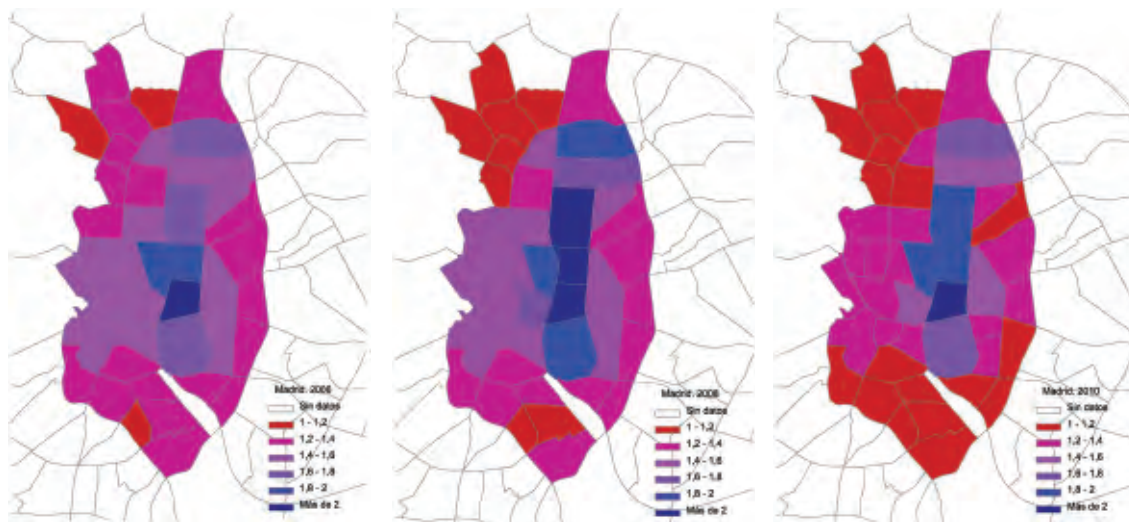 Madrid. 2006
Sin datos
1 - 1,2
1,2 - 1,4
1,4 - 1,6
1,6 - 1,8
1,8 - 2
Más de 2
Madrid. 2008
Sin datos
1 - 1,2
1,2 - 1,4
1,4 - 1,6
1,6 - 1,8
1,8 - 2
Más de 2
Madrid. 2010
Sin datos
1 - 1,2
1,2 - 1,4
1,4 - 1,6
1,6 - 1,8
1,8 - 2
Más de 2